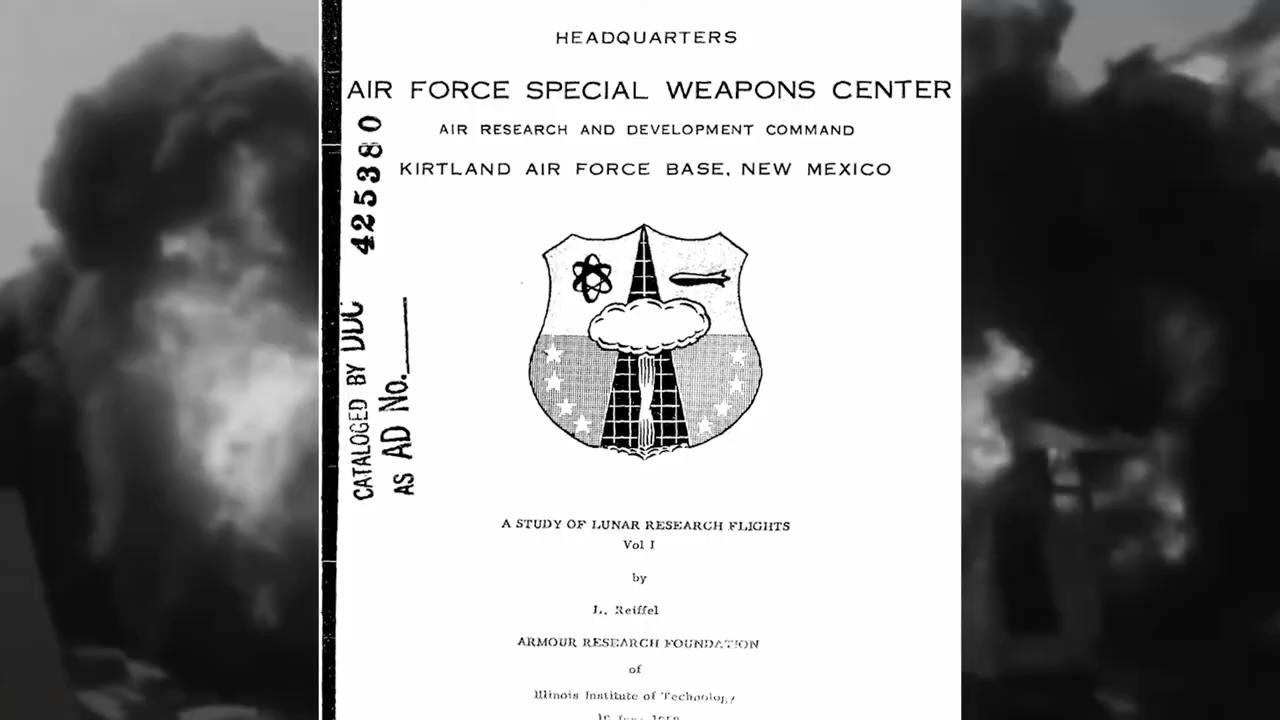 HEADQUARTERS
AIR FORCE SPECIAL WEAPONS CENTER
AIR RESEARCH AND DEVELOPMENT COMMAND
KIRTLAND AIR FORCE BASE, NEW MEXICO
CATALOGED BY DDC
AS AD No.
425380
A STUDY OF LUNAR RESEARCH FLIGHTS
Vol I
by
L. Reiffel
ARMOUR RESEARCH FOUNDATION
of
Illinois Institute of Technology